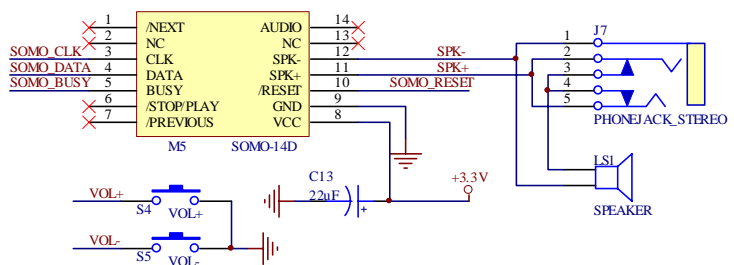 1 /NEXT AUDIO 14
2 NC NC 13
SOMO_CLK 3 CLK SPK- 12 SPK-
SOMO_DATA 4 DATA SPK+ 11 SPK+
SOMO_BUSY 5 BUSY /RESET 10 SOMO_RESET
6 /STOP/PLAY GND 9
7 /PREVIOUS VCC 8
M5 SOMO-14D
J7
1
2
3
4
5
PHONEJACK_STEREO
LS1
SPEAKER
C13
22uF
+
+3.3V
VOL+
S4 VOL+
VOL-
S5 VOL-